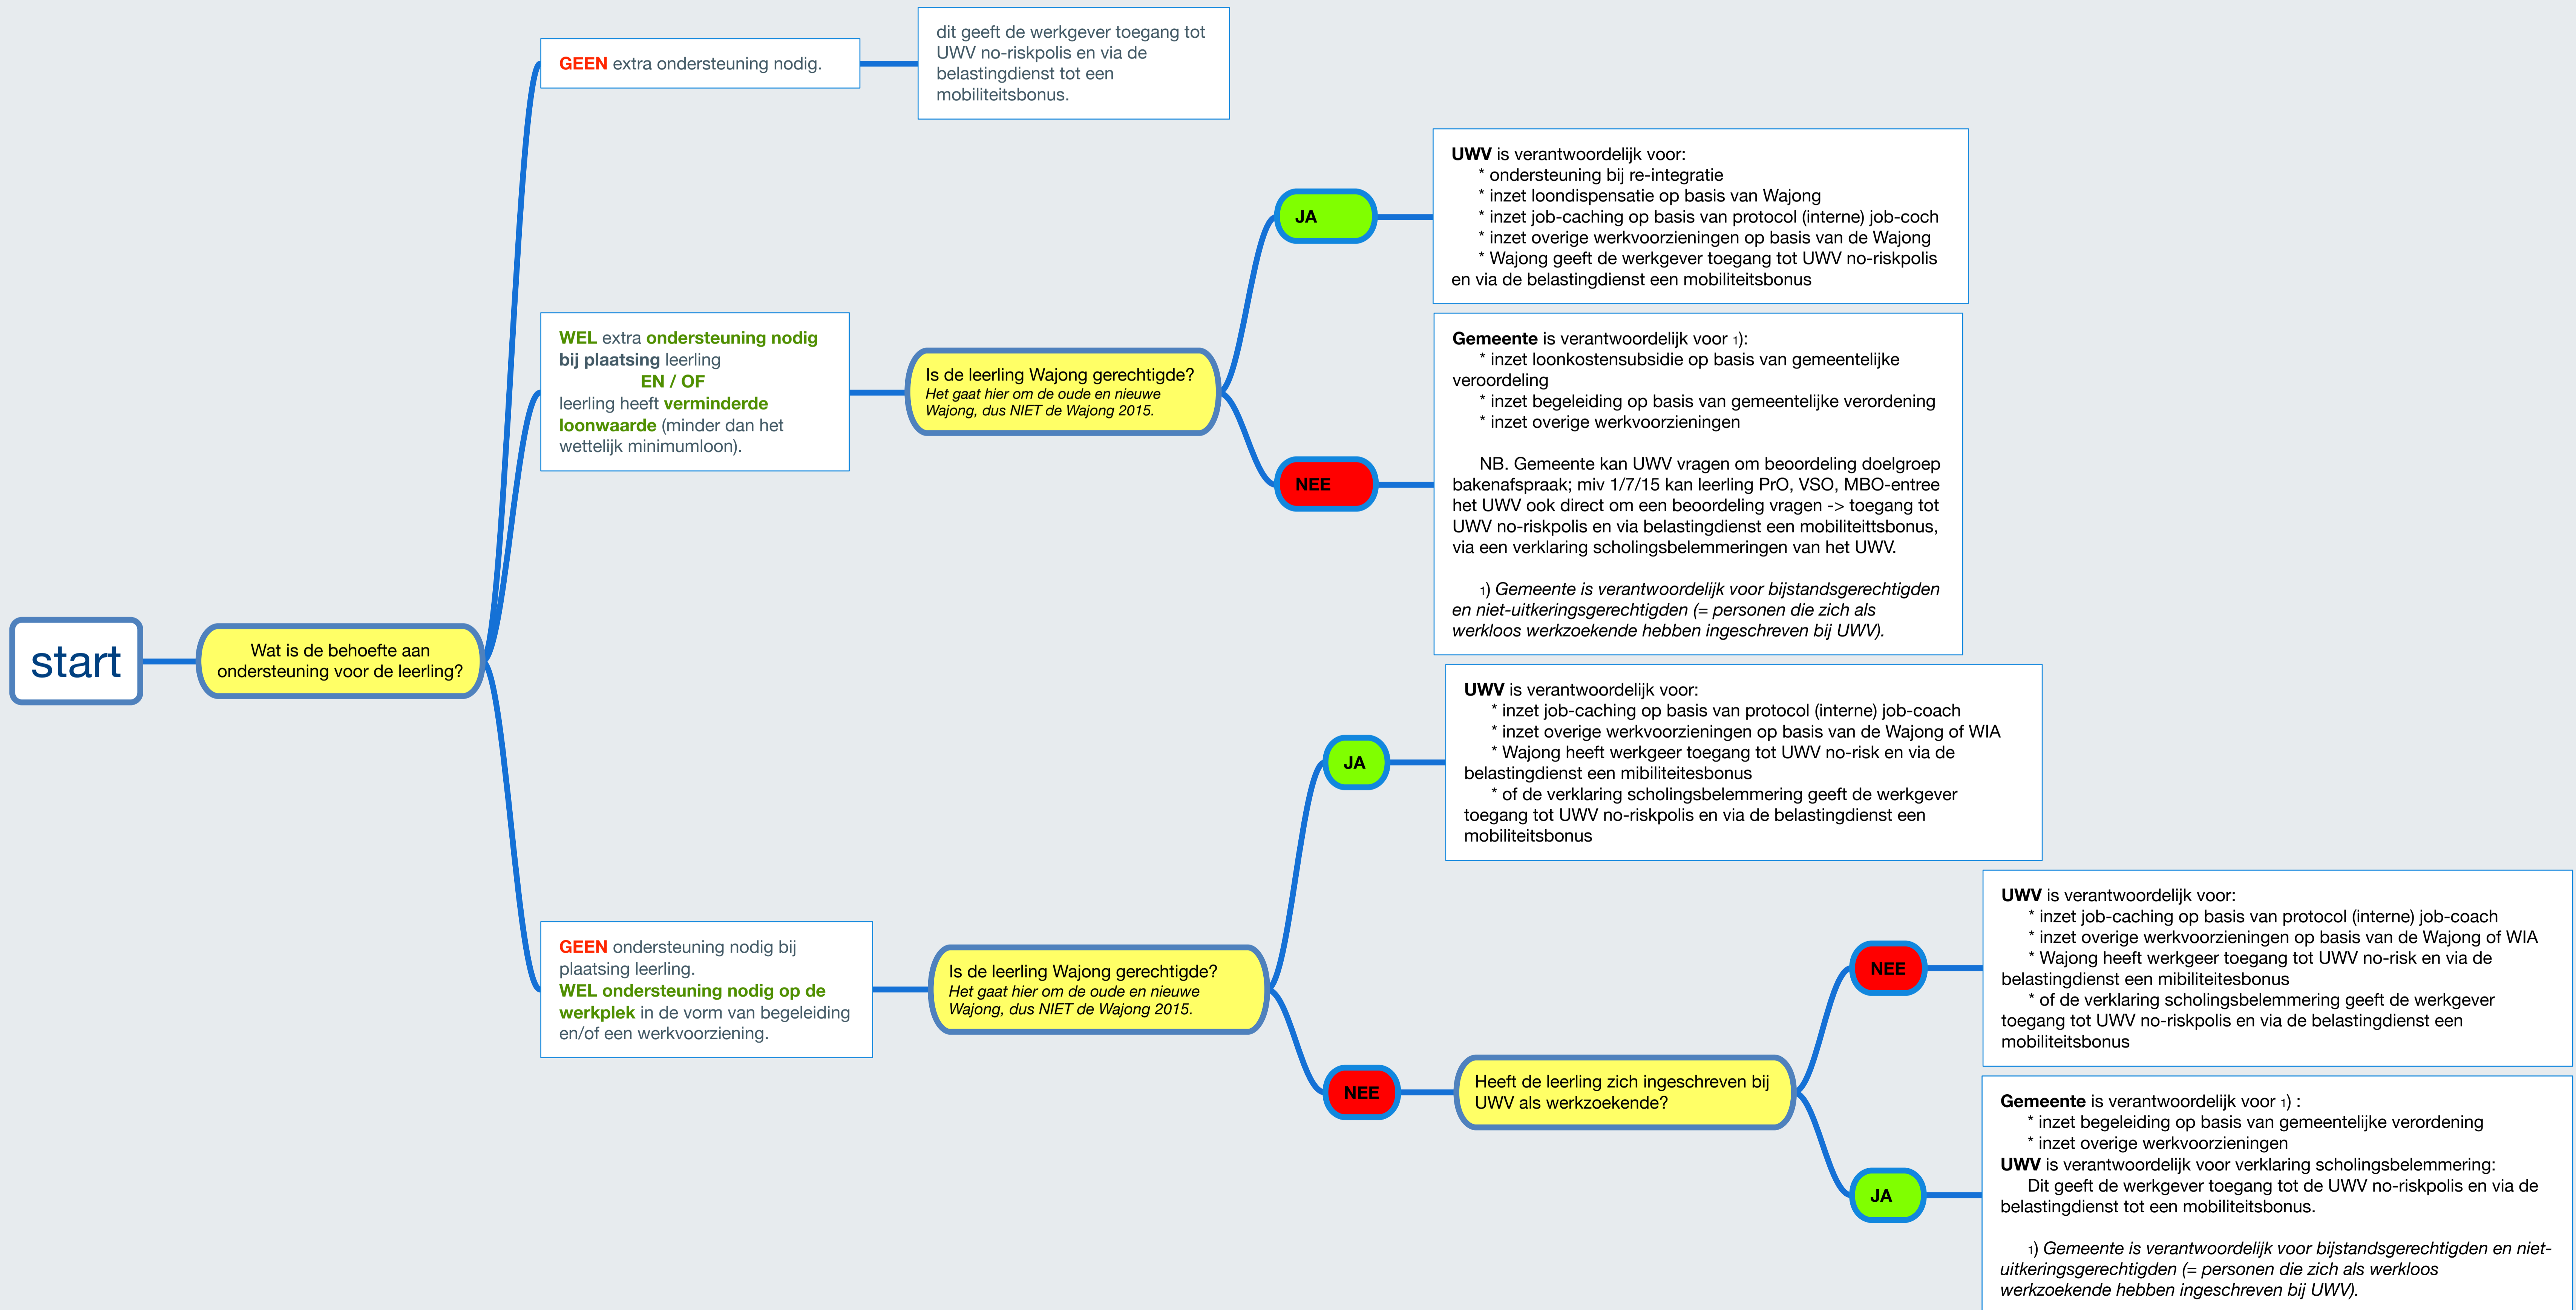 start
Wat is de behoefte aan
ondersteuning voor de leerling?
GEEN extra ondersteuning nodig.
dit geeft de werkgever toegang tot
UWV no-riskpolis en via de
belastingdienst tot een
mobiliteitsbonus.
WEL extra ondersteuning nodig
bij plaatsing leerling
EN / OF
leerling heeft verminderde
loonwaarde (minder dan het
wettelijk minimumloon).
Is de leerling Wajong gerechtigde?
Het gaat hier om de oude en nieuwe
Wajong, dus NIET de Wajong 2015.
JA
UWV is verantwoordelijk voor:
* ondersteuning bij re-integratie
* inzet loondispensatie op basis van Wajong
* inzet job-caching op basis van protocol (interne) job-coch
* inzet overige werkvoorzieningen op basis van de Wajong
* Wajong geeft de werkgever toegang tot UWV no-riskpolis
en via de belastingdienst een mobiliteitsbonus
NEE
Gemeente is verantwoordelijk voor 1):
* inzet loonkostensubsidie op basis van gemeentelijke
veroordeling
* inzet begeleiding op basis van gemeentelijke verordening
* inzet overige werkvoorzieningen
NB. Gemeente kan UWV vragen om beoordeling doelgroep
bakenafspraak; miv 1/7/15 kan leerling PrO, VSO, MBO-entree
het UWV ook direct om een beoordeling vragen -> toegang tot
UWV no-riskpolis en via belastingdienst een mobiliteittsbonus,
via een verklaring scholingsbelemmeringen van het UWV.
1) Gemeente is verantwoordelijk voor bijstandsgerechtigden
en niet-uitkeringsgerechtigden (= personen die zich als
werkloos werkzoekende hebben ingeschreven bij UWV).
GEEN ondersteuning nodig bij
plaatsing leerling.
WEL ondersteuning nodig op de
werkplek in de vorm van begeleiding
en/of een werkvoorziening.
Is de leerling Wajong gerechtigde?
Het gaat hier om de oude en nieuwe
Wajong, dus NIET de Wajong 2015.
JA
UWV is verantwoordelijk voor:
* inzet job-caching op basis van protocol (interne) job-coach
* inzet overige werkvoorzieningen op basis van de Wajong of WIA
* Wajong heeft werkgeer toegang tot UWV no-risk en via de
belastingdienst een mibiliteitesbonus
* of de verklaring scholingsbelemmering geeft de werkgever
toegang tot UWV no-riskpolis en via de belastingdienst een
mobiliteitsbonus
NEE
Heeft de leerling zich ingeschreven bij
UWV als werkzoekende?
NEE
UWV is verantwoordelijk voor:
* inzet job-caching op basis van protocol (interne) job-coach
* inzet overige werkvoorzieningen op basis van de Wajong of WIA
* Wajong heeft werkgeer toegang tot UWV no-risk en via de
belastingdienst een mibiliteitesbonus
* of de verklaring scholingsbelemmering geeft de werkgever
toegang tot UWV no-riskpolis en via de belastingdienst een
mobiliteitsbonus
JA
Gemeente is verantwoordelijk voor 1) :
* inzet begeleiding op basis van gemeentelijke verordening
* inzet overige werkvoorzieningen
UWV is verantwoordelijk voor verklaring scholingsbelemmering:
Dit geeft de werkgever toegang tot de UWV no-riskpolis en via de
belastingdienst tot een mobiliteitsbonus.
1) Gemeente is verantwoordelijk voor bijstandsgerechtigden en niet-
uitkeringsgerechtigden (= personen die zich als werkloos
werkzoekende hebben ingeschreven bij UWV).